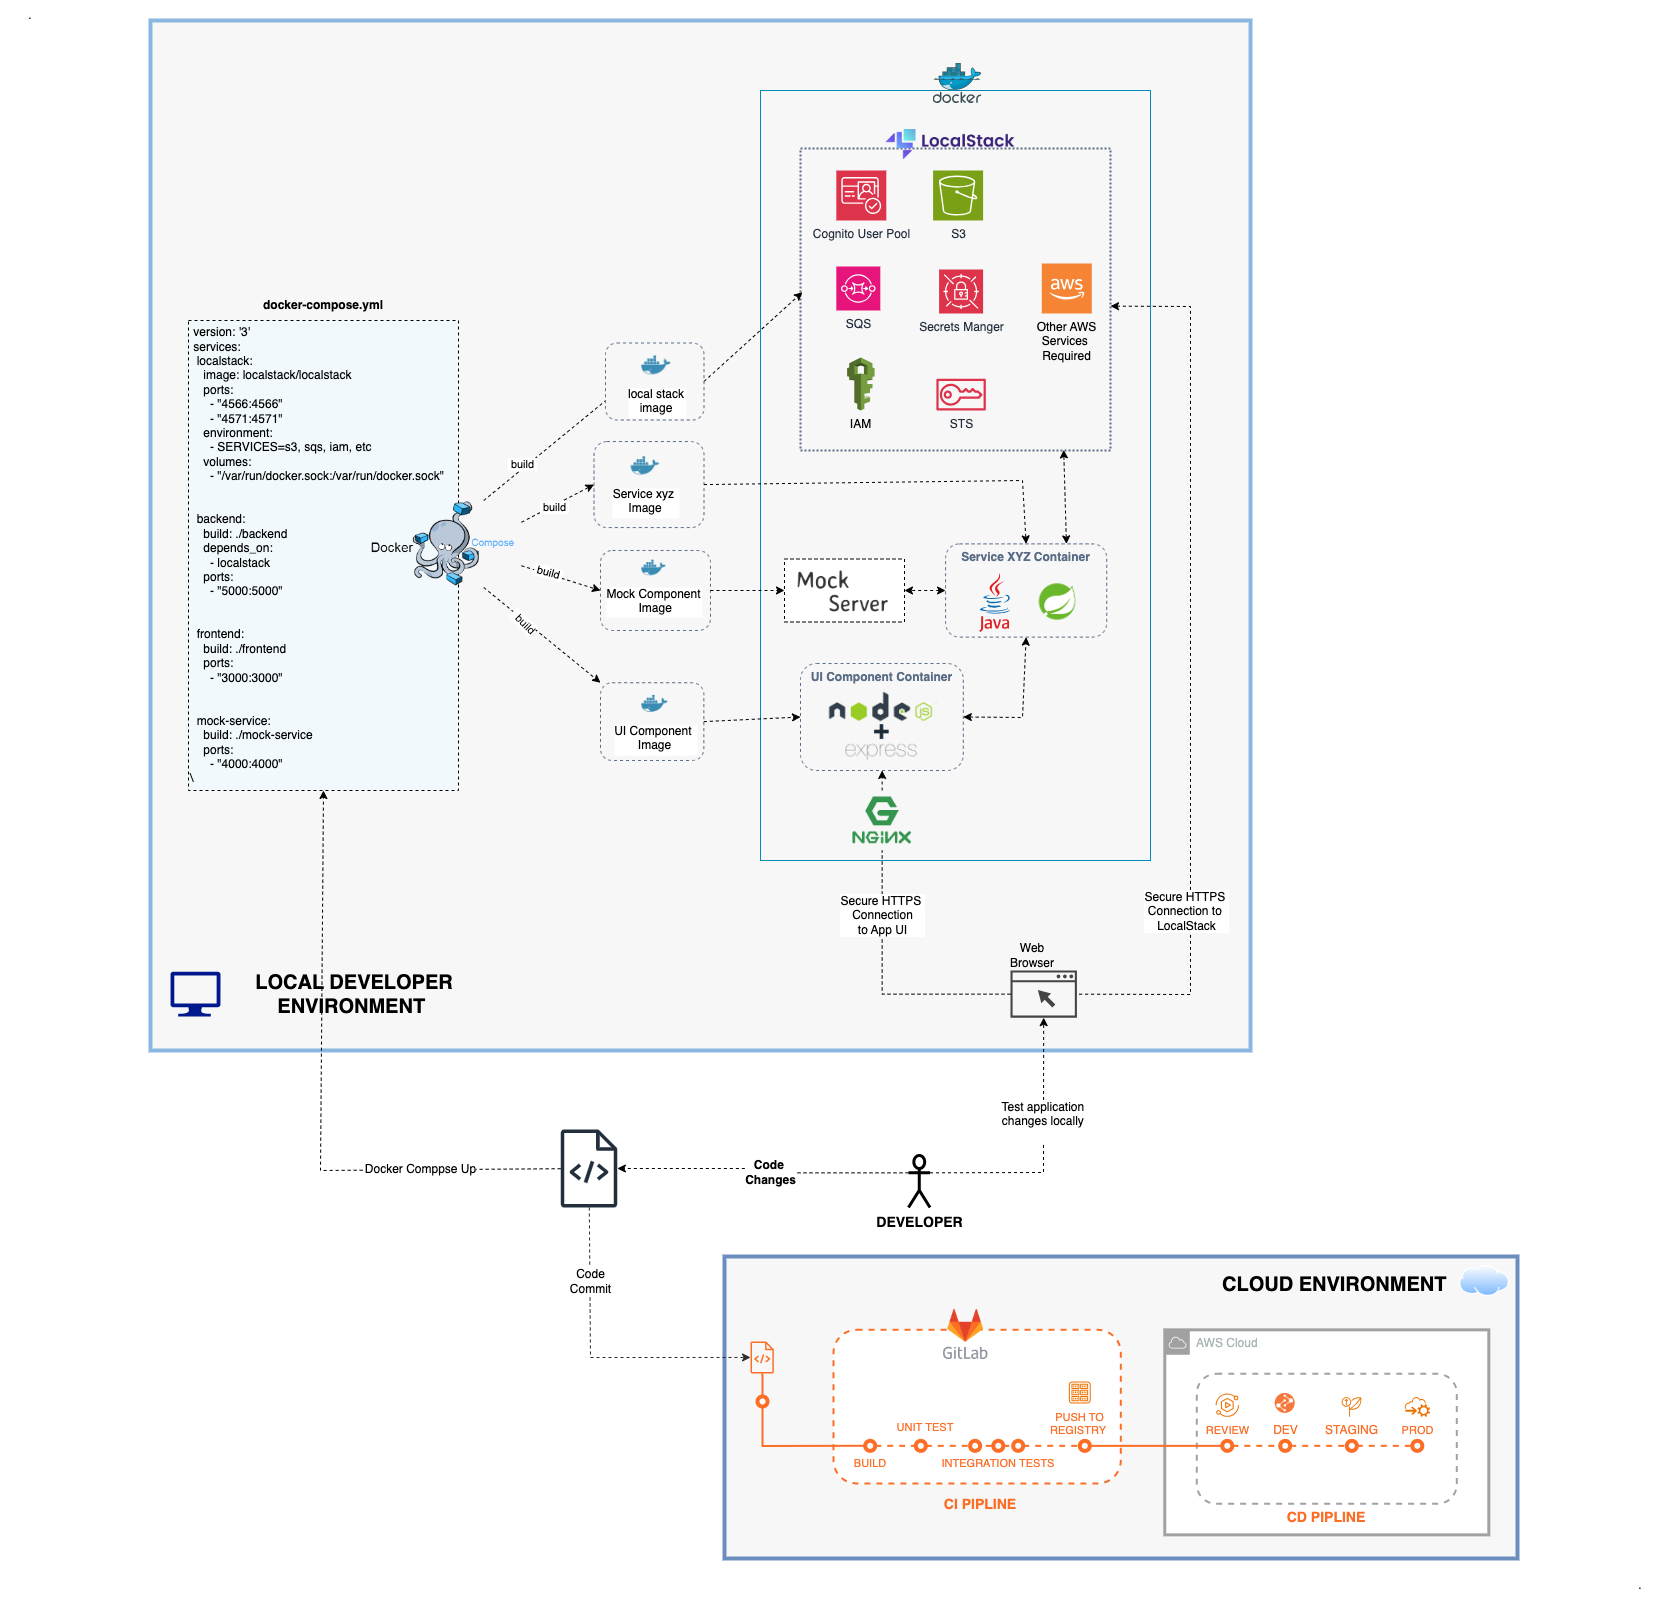 docker
LocalStack
Cognito User Pool
S3
SQS
Secrets Manger
Other AWS
Services
Required
IAM
STS
docker-compose.yml
version: '3'
services:
localstack:
image: localstack/localstack
ports:
- "4566:4566"
- "4571:4571"
environment:
- SERVICES=s3, sqs, iam, etc
volumes:
- "/var/run/docker.sock:/var/run/docker.sock"
backend:
build: ./backend
depends_on:
- localstack
ports:
- "5000:5000"
frontend:
build: ./frontend
ports:
- "3000:3000"
mock-service:
build: ./mock-service
ports:
- "4000:4000"
\
Docker
Compose
build
build
build
build
local stack
image
Service xyz
Image
Mock Component
Image
UI Component
Image
Mock
Server
Service XYZ Container
Java
UI Component Container
node
JS
+
express
NGINX
Secure HTTPS
Connection
to App UI
Secure HTTPS
Connection to
LocalStack
Web
Browser
LOCAL DEVELOPER
ENVIRONMENT
Test application
changes locally
Docker Comppse Up
</>
Code
Changes
DEVELOPER
Code
Commit
CLOUD ENVIRONMENT
</>
GitLab
AWS Cloud
UNIT TEST
PUSH TO
REGISTRY
BUILD
INTEGRATION TESTS
CI PIPLINE
REVIEW
DEV
STAGING
PROD
CD PIPLINE
aws